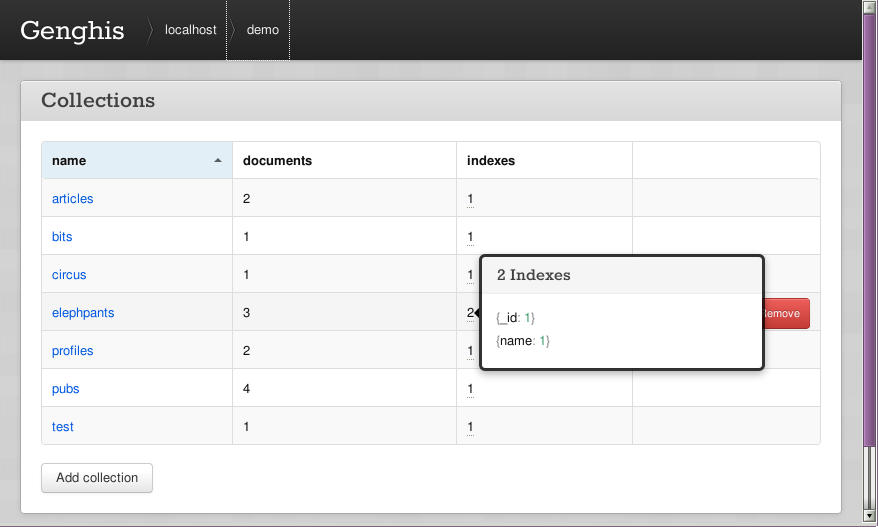 Genghis localhost demo
Collections
name documents indexes
articles 2 1
bits 1 1
circus 1 1
2 Indexes
elephpants 3 2 Remove
{_id: 1}
{name: 1}
profiles 2 1
pubs 4 1
test 1 1
Add collection